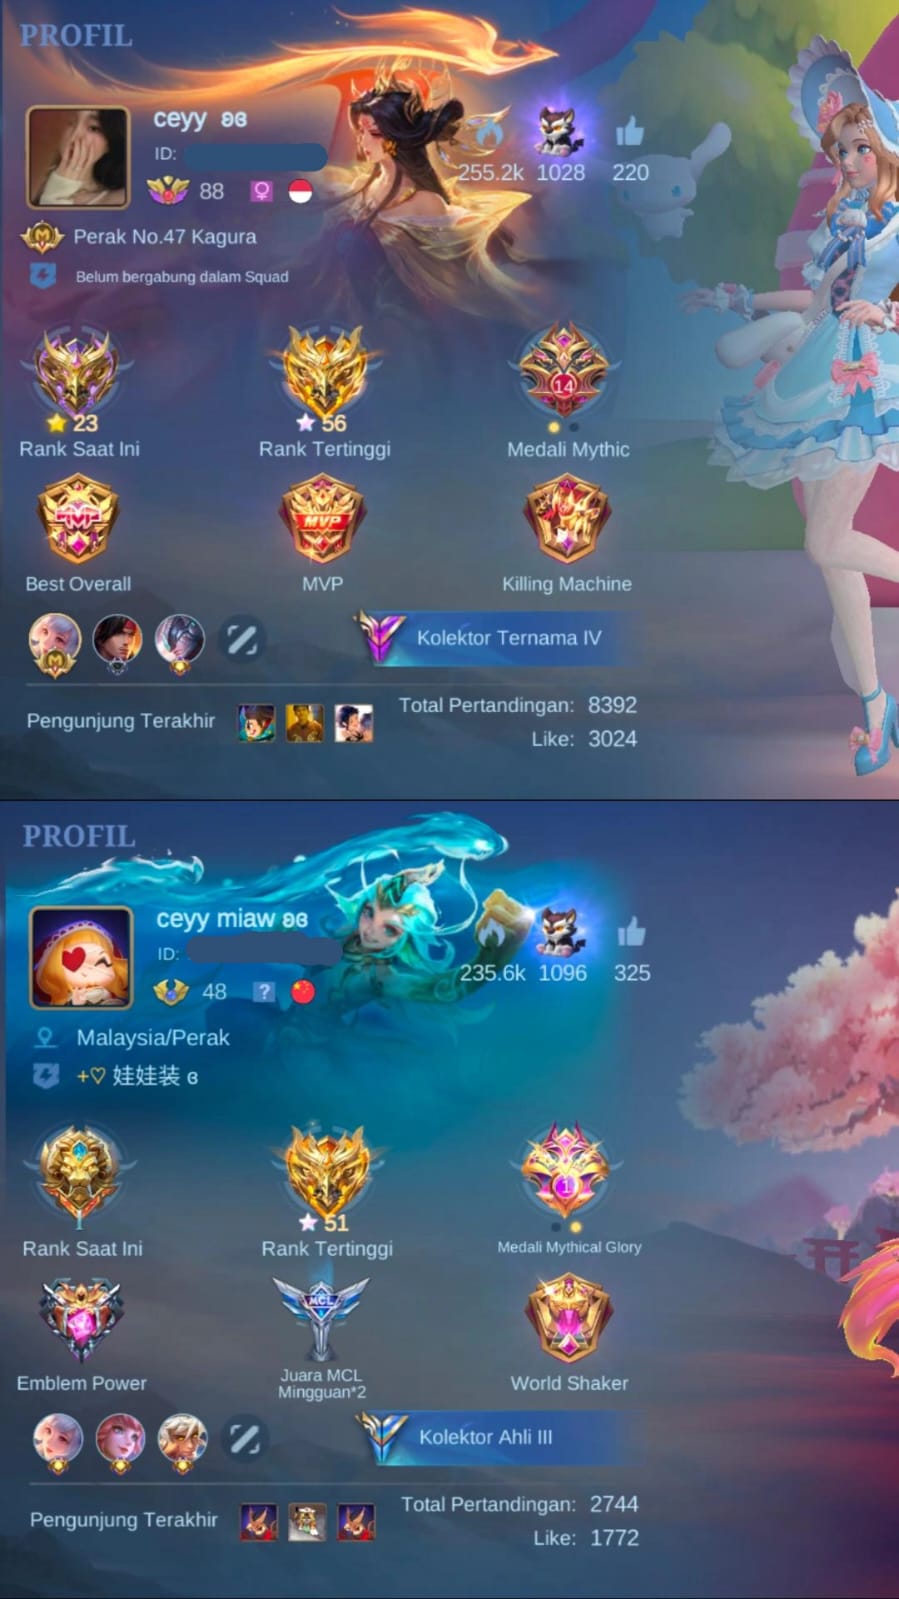 PROFIL
ceyy ʚɞ
ID:
255.2k 1028 220
88
Perak No.47 Kagura
Belum bergabung dalam Squad
14
23 56
Rank Saat Ini Rank Tertinggi Medali Mythic
MVP
Best Overall MVP Killing Machine
M
Kolektor Ternama IV
Pengunjung Terakhir
Total Pertandingan: 8392
Like: 3024
PROFIL
ceyy miaw ʚɞ
ID:
235.6k 1096 325
48 ?
Malaysia/Perak
+♡ 娃娃装 ɞ
1
51
Rank Saat Ini Rank Tertinggi Medali Mythical Glory
MCL
Emblem Power Juara MCL Mingguan*2 World Shaker
Kolektor Ahli III
Pengunjung Terakhir
Total Pertandingan: 2744
Like: 1772